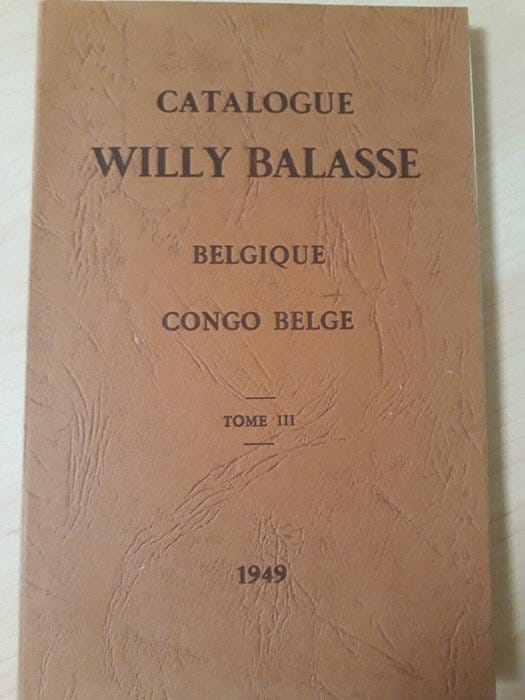 CATALOGUE
WILLY BALASSE
BELGIQUE
CONGO BELGE
TOME III
1949